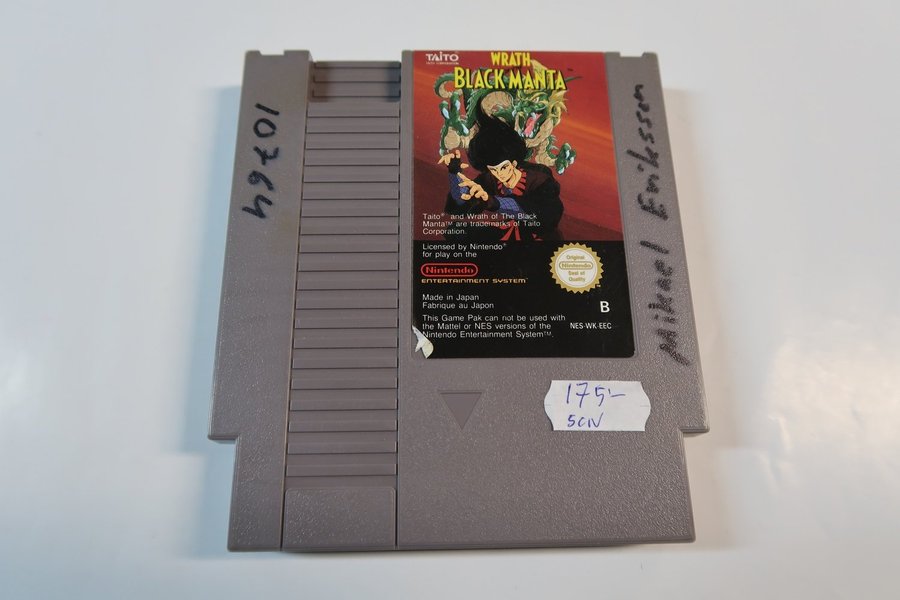 10764
TAITO
WRATH
BLACK MANTA™
Taito® and Wrath of The Black
Manta™ are trademarks of Taito
Corporation.
Licensed by Nintendo®
for play on the
Nintendo
ENTERTAINMENT SYSTEM™
Original
Nintendo
Seal of
Quality
Made in Japan
Fabrique au Japon
B
This Game Pak can not be used with
the Mattel or NES versions of the
Nintendo Entertainment System™.
NES-WK-EEC
Mikael Eriksson
175:-